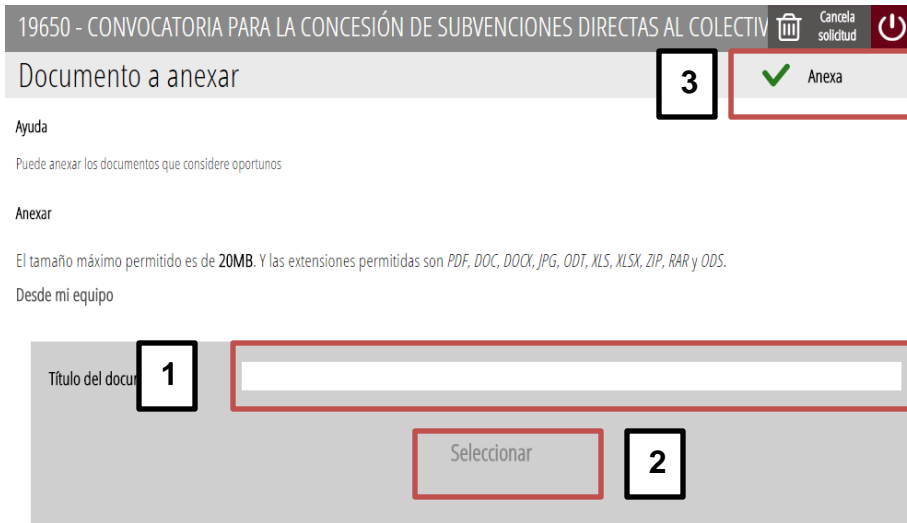 19650 - CONVOCATORIA PARA LA CONCESIÓN DE SUBVENCIONES DIRECTAS AL COLECTIV
Cancela
solicitud
Documento a anexar
3
Anexa
Ayuda
Puede anexar los documentos que considere oportunos
Anexar
El tamaño máximo permitido es de 20MB. Y las extensiones permitidas son PDF, DOC, DOCX, JPG, ODT, XLS, XLSX, ZIP, RAR y ODS.
Desde mi equipo
Título del docu
1
Seleccionar
2